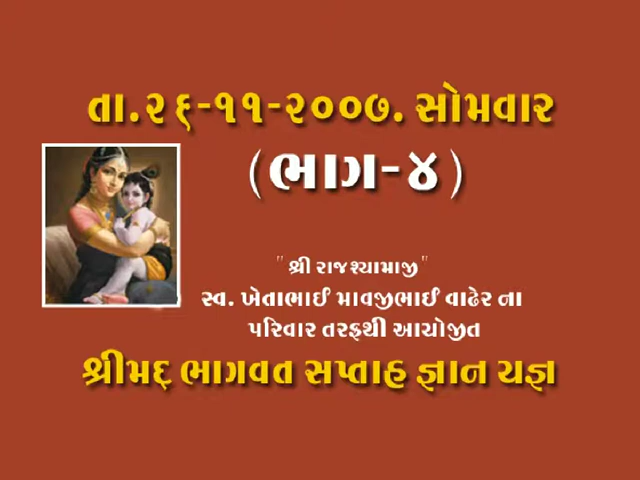 તા.૨૬-૧૧-૨૦૦૭. સોમવાર
(ભાગ-૪)
"શ્રી રાજશ્યામાજી"
સ્વ. ખેતાભાઈ માવજીભાઈ વાઢેર ના
પરિવાર તરફથી આયોજીત
શ્રીમદ્ ભાગવત સપ્તાહ જ્ઞાન યજ્ઞ